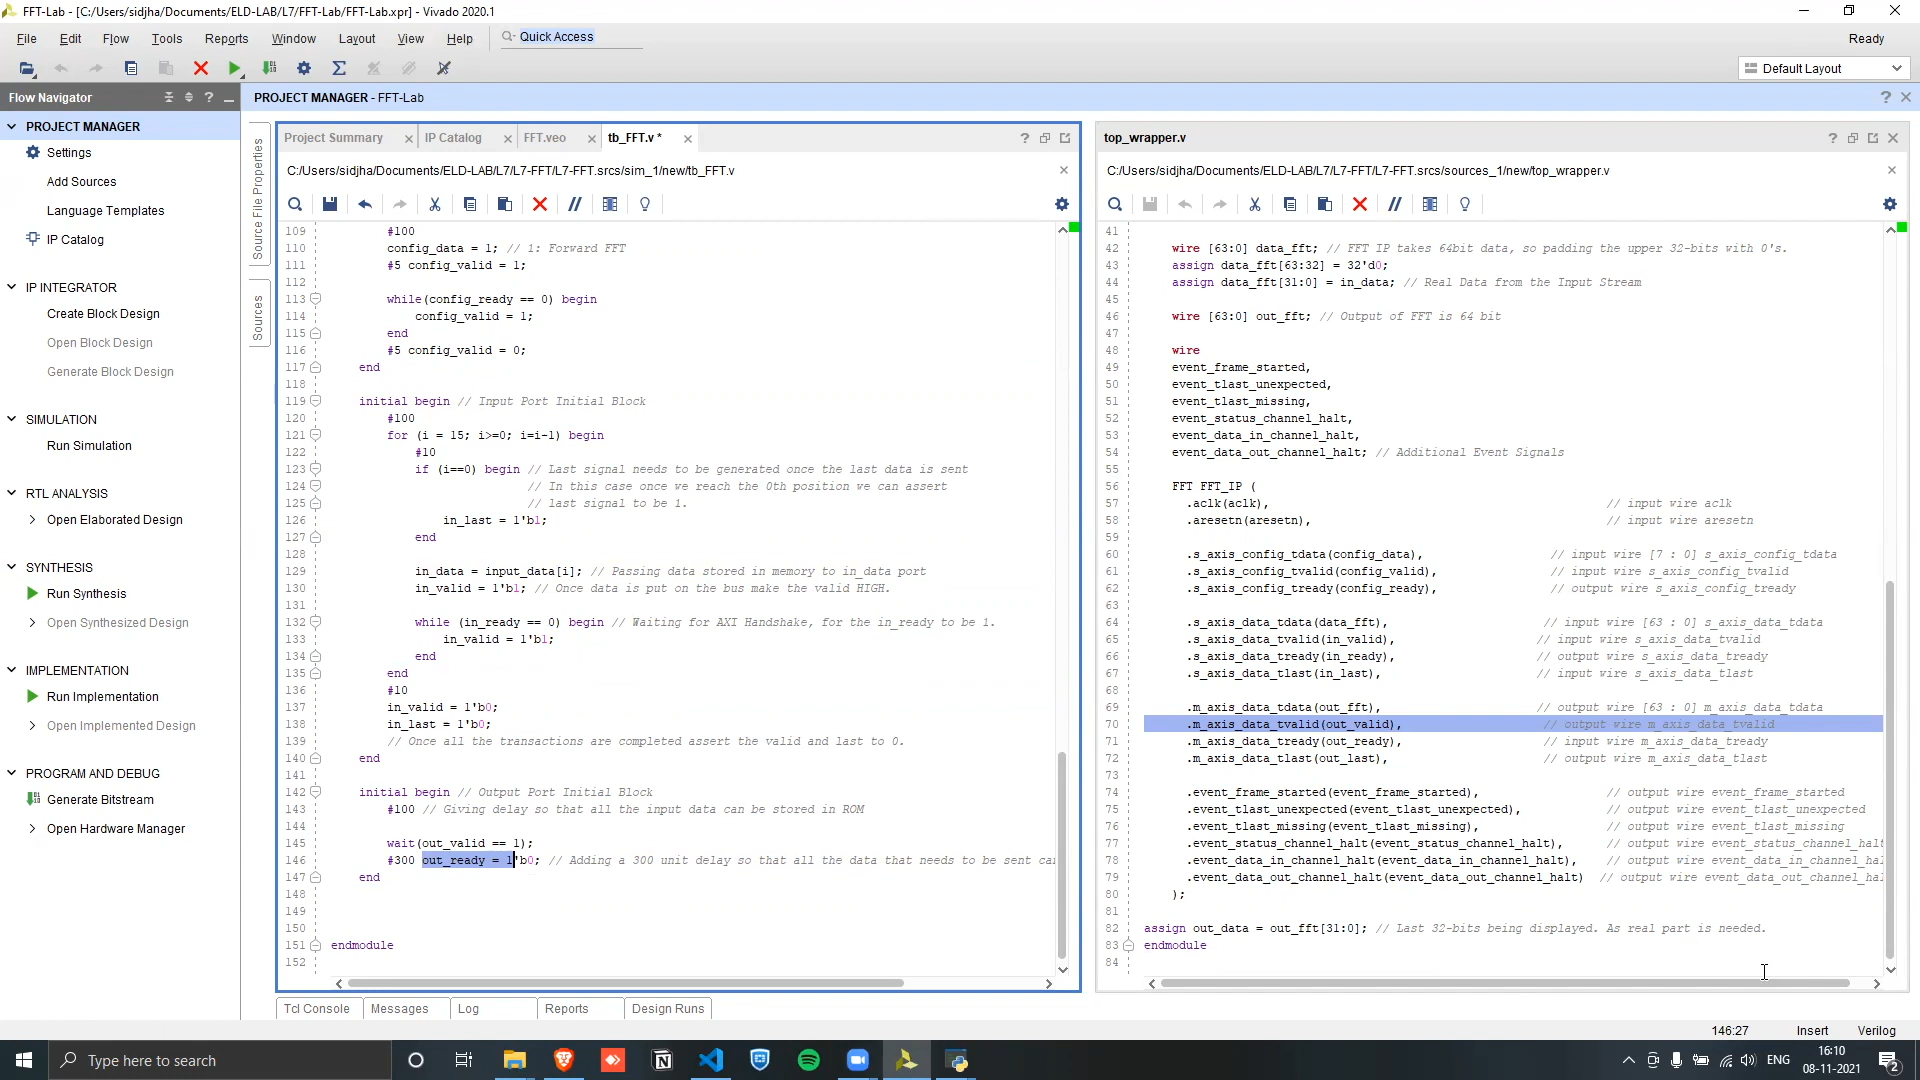 FFT-Lab - [C:/Users/sidjha/Documents/ELD-LAB/L7/FFT-Lab/FFT-Lab.xpr] - Vivado 2020.1
File Edit Flow Tools Reports Window Layout View Help Quick Access Ready
Default Layout
Flow Navigator
PROJECT MANAGER - FFT-Lab
PROJECT MANAGER
Settings
Add Sources
Language Templates
IP Catalog
IP INTEGRATOR
Create Block Design
Open Block Design
Generate Block Design
SIMULATION
Run Simulation
RTL ANALYSIS
Open Elaborated Design
SYNTHESIS
Run Synthesis
Open Synthesized Design
IMPLEMENTATION
Run Implementation
Open Implemented Design
PROGRAM AND DEBUG
Generate Bitstream
Open Hardware Manager
Source File Properties
Sources
Project Summary IP Catalog FFT.veo tb_FFT.v *
C:/Users/sidjha/Documents/ELD-LAB/L7/L7-FFT/L7-FFT.srcs/sim_1/new/tb_FFT.v
109 #100
110 config_data = 1; // 1: Forward FFT
111 #5 config_valid = 1;
112
113 while(config_ready == 0) begin
114 config_valid = 1;
115 end
116 #5 config_valid = 0;
117 end
118
119 initial begin // Input Port Initial Block
120 #100
121 for (i = 15; i>=0; i=i-1) begin
122 #10
123 if (i==0) begin // Last signal needs to be generated once the last data is sent
124 // In this case once we reach the 0th position we can assert
125 // last signal to be 1.
126 in_last = 1'b1;
127 end
128
129 in_data = input_data[i]; // Passing data stored in memory to in_data port
130 in_valid = 1'b1; // Once data is put on the bus make the valid HIGH.
131
132 while (in_ready == 0) begin // Waiting for AXI Handshake, for the in_ready to be 1.
133 in_valid = 1'b1;
134 end
135 end
136 #10
137 in_valid = 1'b0;
138 in_last = 1'b0;
139 // Once all the transactions are completed assert the valid and last to 0.
140 end
141
142 initial begin // Output Port Initial Block
143 #100 // Giving delay so that all the input data can be stored in ROM
144
145 wait(out_valid == 1);
146 #300 out_ready = 1'b0; // Adding a 300 unit delay so that all the data that needs to be sent ca
147 end
148
149
150
151 endmodule
152
top_wrapper.v
C:/Users/sidjha/Documents/ELD-LAB/L7/L7-FFT/L7-FFT.srcs/sources_1/new/top_wrapper.v
41
42 wire [63:0] data_fft; // FFT IP takes 64bit data, so padding the upper 32-bits with 0's.
43 assign data_fft[63:32] = 32'd0;
44 assign data_fft[31:0] = in_data; // Real Data from the Input Stream
45
46 wire [63:0] out_fft; // Output of FFT is 64 bit
47
48 wire
49 event_frame_started,
50 event_tlast_unexpected,
51 event_tlast_missing,
52 event_status_channel_halt,
53 event_data_in_channel_halt,
54 event_data_out_channel_halt; // Additional Event Signals
55
56 FFT FFT_IP (
57 .aclk(aclk), // input wire aclk
58 .aresetn(aresetn), // input wire aresetn
59
60 .s_axis_config_tdata(config_data), // input wire [7 : 0] s_axis_config_tdata
61 .s_axis_config_tvalid(config_valid), // input wire s_axis_config_tvalid
62 .s_axis_config_tready(config_ready), // output wire s_axis_config_tready
63
64 .s_axis_data_tdata(data_fft), // input wire [63 : 0] s_axis_data_tdata
65 .s_axis_data_tvalid(in_valid), // input wire s_axis_data_tvalid
66 .s_axis_data_tready(in_ready), // output wire s_axis_data_tready
67 .s_axis_data_tlast(in_last), // input wire s_axis_data_tlast
68
69 .m_axis_data_tdata(out_fft), // output wire [63 : 0] m_axis_data_tdata
70 .m_axis_data_tvalid(out_valid), // output wire m_axis_data_tvalid
71 .m_axis_data_tready(out_ready), // input wire m_axis_data_tready
72 .m_axis_data_tlast(out_last), // output wire m_axis_data_tlast
73
74 .event_frame_started(event_frame_started), // output wire event_frame_started
75 .event_tlast_unexpected(event_tlast_unexpected), // output wire event_tlast_unexpected
76 .event_tlast_missing(event_tlast_missing), // output wire event_tlast_missing
77 .event_status_channel_halt(event_status_channel_halt), // output wire event_status_channel_halt
78 .event_data_in_channel_halt(event_data_in_channel_halt), // output wire event_data_in_channel_hal
79 .event_data_out_channel_halt(event_data_out_channel_halt) // output wire event_data_out_channel_hal
80 );
81
82 assign out_data = out_fft[31:0]; // Last 32-bits being displayed. As real part is needed.
83 endmodule
84
Tcl Console Messages Log Reports Design Runs
146:27 Insert Verilog
Type here to search
ENG
16:10
08-11-2021
2